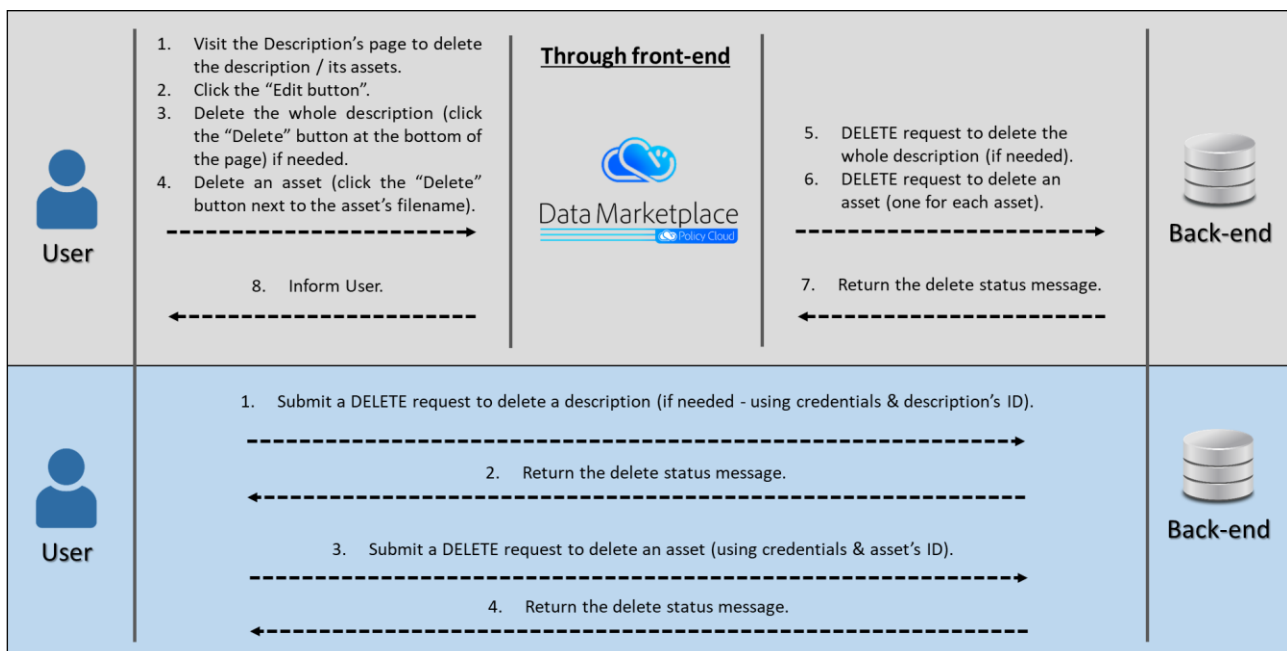 1. Visit the Description's page to delete
the description / its assets.
2. Click the “Edit button”.
3. Delete the whole description (click
the “Delete” button at the bottom of
the page) if needed.
4. Delete an asset (click the “Delete”
button next to the asset's filename).
User
8. Inform User.
Through front-end
Data Marketplace
Policy Cloud
5. DELETE request to delete the
whole description (if needed).
6. DELETE request to delete an
asset (one for each asset).
7. Return the delete status message.
Back-end
1. Submit a DELETE request to delete a description (if needed - using credentials & description's ID).
2. Return the delete status message.
3. Submit a DELETE request to delete an asset (using credentials & asset's ID).
4. Return the delete status message.
User
Back-end